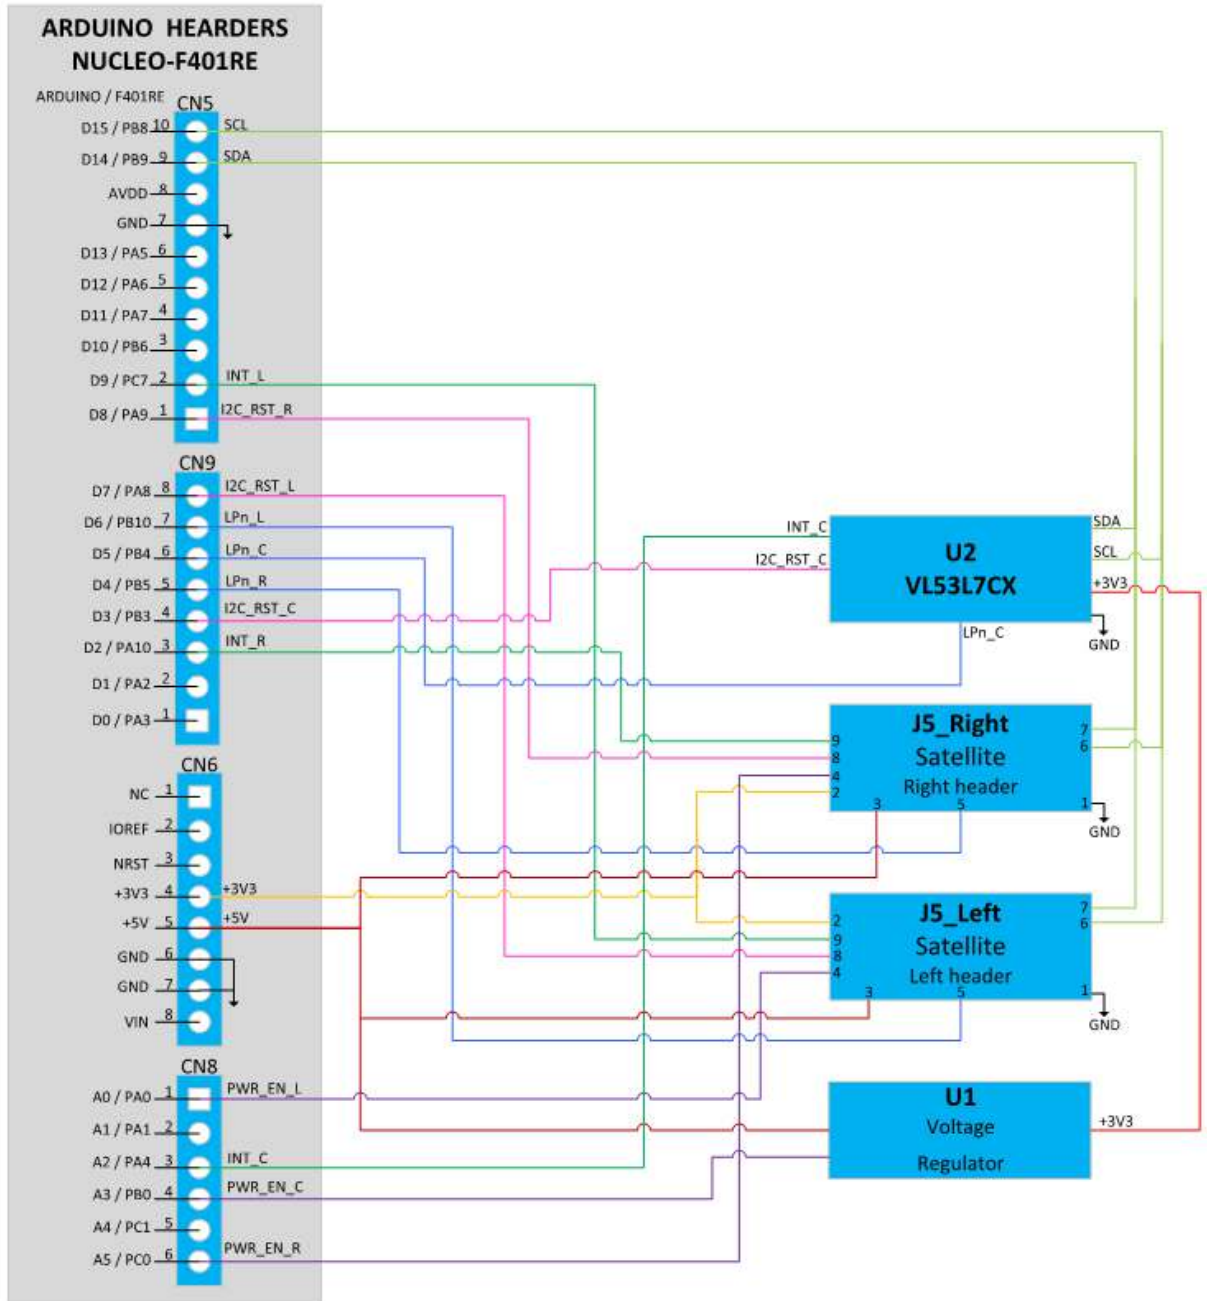 ARDUINO HEARDERS
NUCLEO-F401RE
ARDUINO / F401RE
CN5
D15 / PB8 10 SCL
D14 / PB9 9 SDA
AVDD 8
GND 7
D13 / PA5 6
D12 / PA6 5
D11 / PA7 4
D10 / PB6 3
D9 / PC7 2 INT_L
D8 / PA9 1 I2C_RST_R
CN9
D7 / PA8 8 I2C_RST_L
D6 / PB10 7 LPn_L
D5 / PB4 6 LPn_C
D4 / PB5 5 LPn_R
D3 / PB3 4 I2C_RST_C
D2 / PA10 3 INT_R
D1 / PA2 2
D0 / PA3 1
CN6
NC 1
IOREF 2
NRST 3
+3V3 4 +3V3
+5V 5 +5V
GND 6
GND 7
VIN 8
CN8
A0 / PA0 1 PWR_EN_L
A1 / PA1 2
A2 / PA4 3 INT_C
A3 / PB0 4 PWR_EN_C
A4 / PC1 5
A5 / PC0 6 PWR_EN_R
INT_C
I2C_RST_C
U2
VL53L7CX
SDA
SCL
+3V3
GND
LPn_C
J5_Right
Satellite
Right header
9
8
4
2
3
5
7
6
1
GND
J5_Left
Satellite
Left header
2
9
8
4
3
5
7
6
1
GND
U1
Voltage
Regulator
+3V3